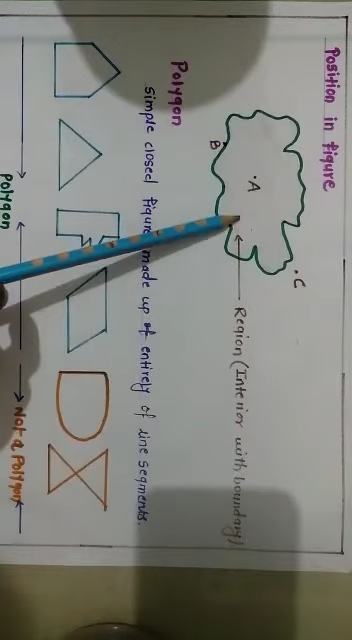 Position in figure
C
A
B
Region (Interior with boundary)
Polygon
simple closed figure made up of entirely of line segments.
Polygon
Not a Polygon